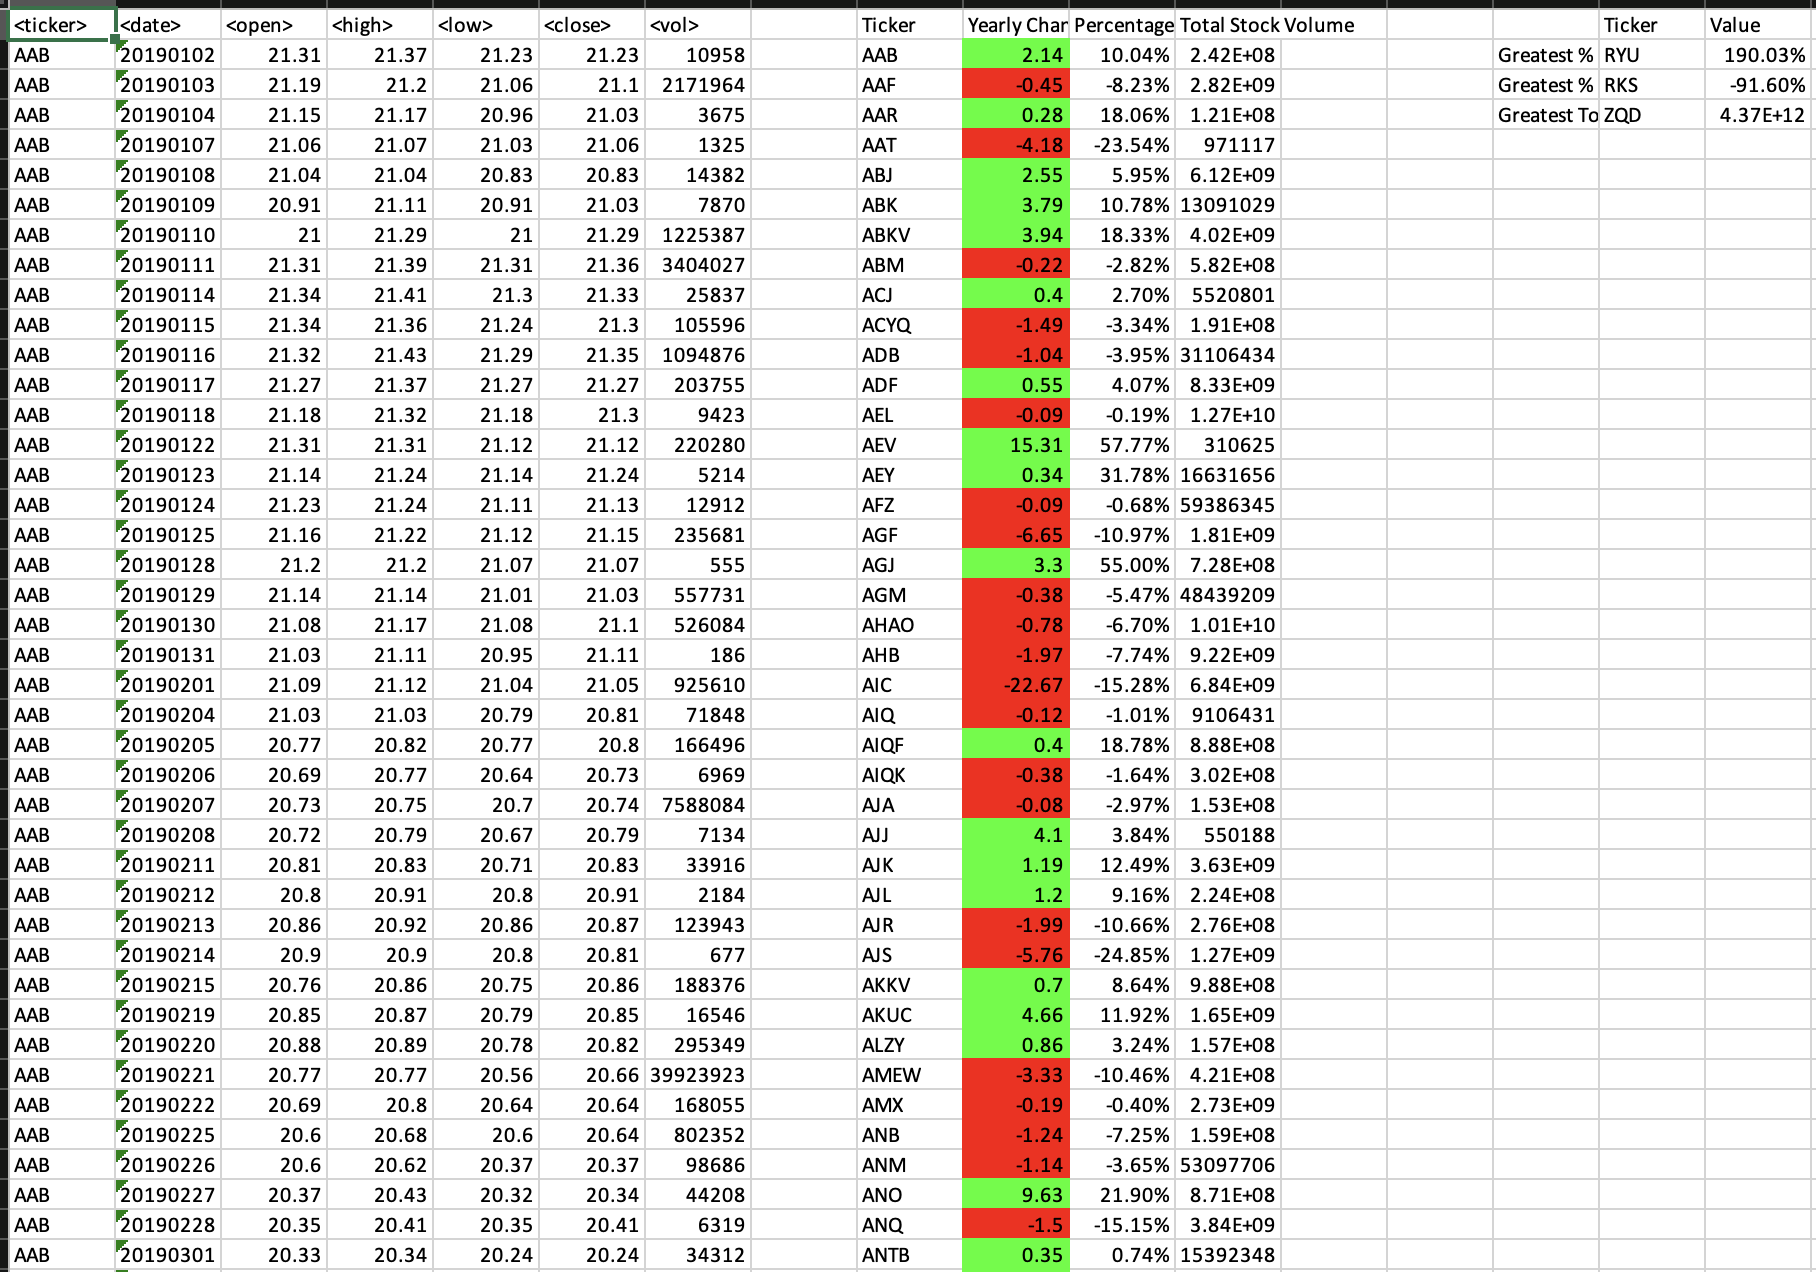 <ticker> <date> <open> <high> <low> <close> <vol> Ticker Yearly Char Percentage Total Stock Volume Ticker Value
AAB 20190102 21.31 21.37 21.23 21.23 10958 AAB 2.14 10.04% 2.42E+08 Greatest % RYU 190.03%
AAB 20190103 21.19 21.2 21.06 21.1 2171964 AAF -0.45 -8.23% 2.82E+09 Greatest % RKS -91.60%
AAB 20190104 21.15 21.17 20.96 21.03 3675 AAR 0.28 18.06% 1.21E+08 Greatest To ZQD 4.37E+12
AAB 20190107 21.06 21.07 21.03 21.06 1325 AAT -4.18 -23.54% 971117
AAB 20190108 21.04 21.04 20.83 20.83 14382 ABJ 2.55 5.95% 6.12E+09
AAB 20190109 20.91 21.11 20.91 21.03 7870 ABK 3.79 10.78% 13091029
AAB 20190110 21 21.29 21 21.29 1225387 ABKV 3.94 18.33% 4.02E+09
AAB 20190111 21.31 21.39 21.31 21.36 3404027 ABM -0.22 -2.82% 5.82E+08
AAB 20190114 21.34 21.41 21.3 21.33 25837 ACJ 0.4 2.70% 5520801
AAB 20190115 21.34 21.36 21.24 21.3 105596 ACYQ -1.49 -3.34% 1.91E+08
AAB 20190116 21.32 21.43 21.29 21.35 1094876 ADB -1.04 -3.95% 31106434
AAB 20190117 21.27 21.37 21.27 21.27 203755 ADF 0.55 4.07% 8.33E+09
AAB 20190118 21.18 21.32 21.18 21.3 9423 AEL -0.09 -0.19% 1.27E+10
AAB 20190122 21.31 21.31 21.12 21.12 220280 AEV 15.31 57.77% 310625
AAB 20190123 21.14 21.24 21.14 21.24 5214 AEY 0.34 31.78% 16631656
AAB 20190124 21.23 21.24 21.11 21.13 12912 AFZ -0.09 -0.68% 59386345
AAB 20190125 21.16 21.22 21.12 21.15 235681 AGF -6.65 -10.97% 1.81E+09
AAB 20190128 21.2 21.2 21.07 21.07 555 AGJ 3.3 55.00% 7.28E+08
AAB 20190129 21.14 21.14 21.01 21.03 557731 AGM -0.38 -5.47% 48439209
AAB 20190130 21.08 21.17 21.08 21.1 526084 AHAO -0.78 -6.70% 1.01E+10
AAB 20190131 21.03 21.11 20.95 21.11 186 AHB -1.97 -7.74% 9.22E+09
AAB 20190201 21.09 21.12 21.04 21.05 925610 AIC -22.67 -15.28% 6.84E+09
AAB 20190204 21.03 21.03 20.79 20.81 71848 AIQ -0.12 -1.01% 9106431
AAB 20190205 20.77 20.82 20.77 20.8 166496 AIQF 0.4 18.78% 8.88E+08
AAB 20190206 20.69 20.77 20.64 20.73 6969 AIQK -0.38 -1.64% 3.02E+08
AAB 20190207 20.73 20.75 20.7 20.74 7588084 AJA -0.08 -2.97% 1.53E+08
AAB 20190208 20.72 20.79 20.67 20.79 7134 AJJ 4.1 3.84% 550188
AAB 20190211 20.81 20.83 20.71 20.83 33916 AJK 1.19 12.49% 3.63E+09
AAB 20190212 20.8 20.91 20.8 20.91 2184 AJL 1.2 9.16% 2.24E+08
AAB 20190213 20.86 20.92 20.86 20.87 123943 AJR -1.99 -10.66% 2.76E+08
AAB 20190214 20.9 20.9 20.8 20.81 677 AJS -5.76 -24.85% 1.27E+09
AAB 20190215 20.76 20.86 20.75 20.86 188376 AKKV 0.7 8.64% 9.88E+08
AAB 20190219 20.85 20.87 20.79 20.85 16546 AKUC 4.66 11.92% 1.65E+09
AAB 20190220 20.88 20.89 20.78 20.82 295349 ALZY 0.86 3.24% 1.57E+08
AAB 20190221 20.77 20.77 20.56 20.66 39923923 AMEW -3.33 -10.46% 4.21E+08
AAB 20190222 20.69 20.8 20.64 20.64 168055 AMX -0.19 -0.40% 2.73E+09
AAB 20190225 20.6 20.68 20.6 20.64 802352 ANB -1.24 -7.25% 1.59E+08
AAB 20190226 20.6 20.62 20.37 20.37 98686 ANM -1.14 -3.65% 53097706
AAB 20190227 20.37 20.43 20.32 20.34 44208 ANO 9.63 21.90% 8.71E+08
AAB 20190228 20.35 20.41 20.35 20.41 6319 ANQ -1.5 -15.15% 3.84E+09
AAB 20190301 20.33 20.34 20.24 20.24 34312 ANTB 0.35 0.74% 15392348